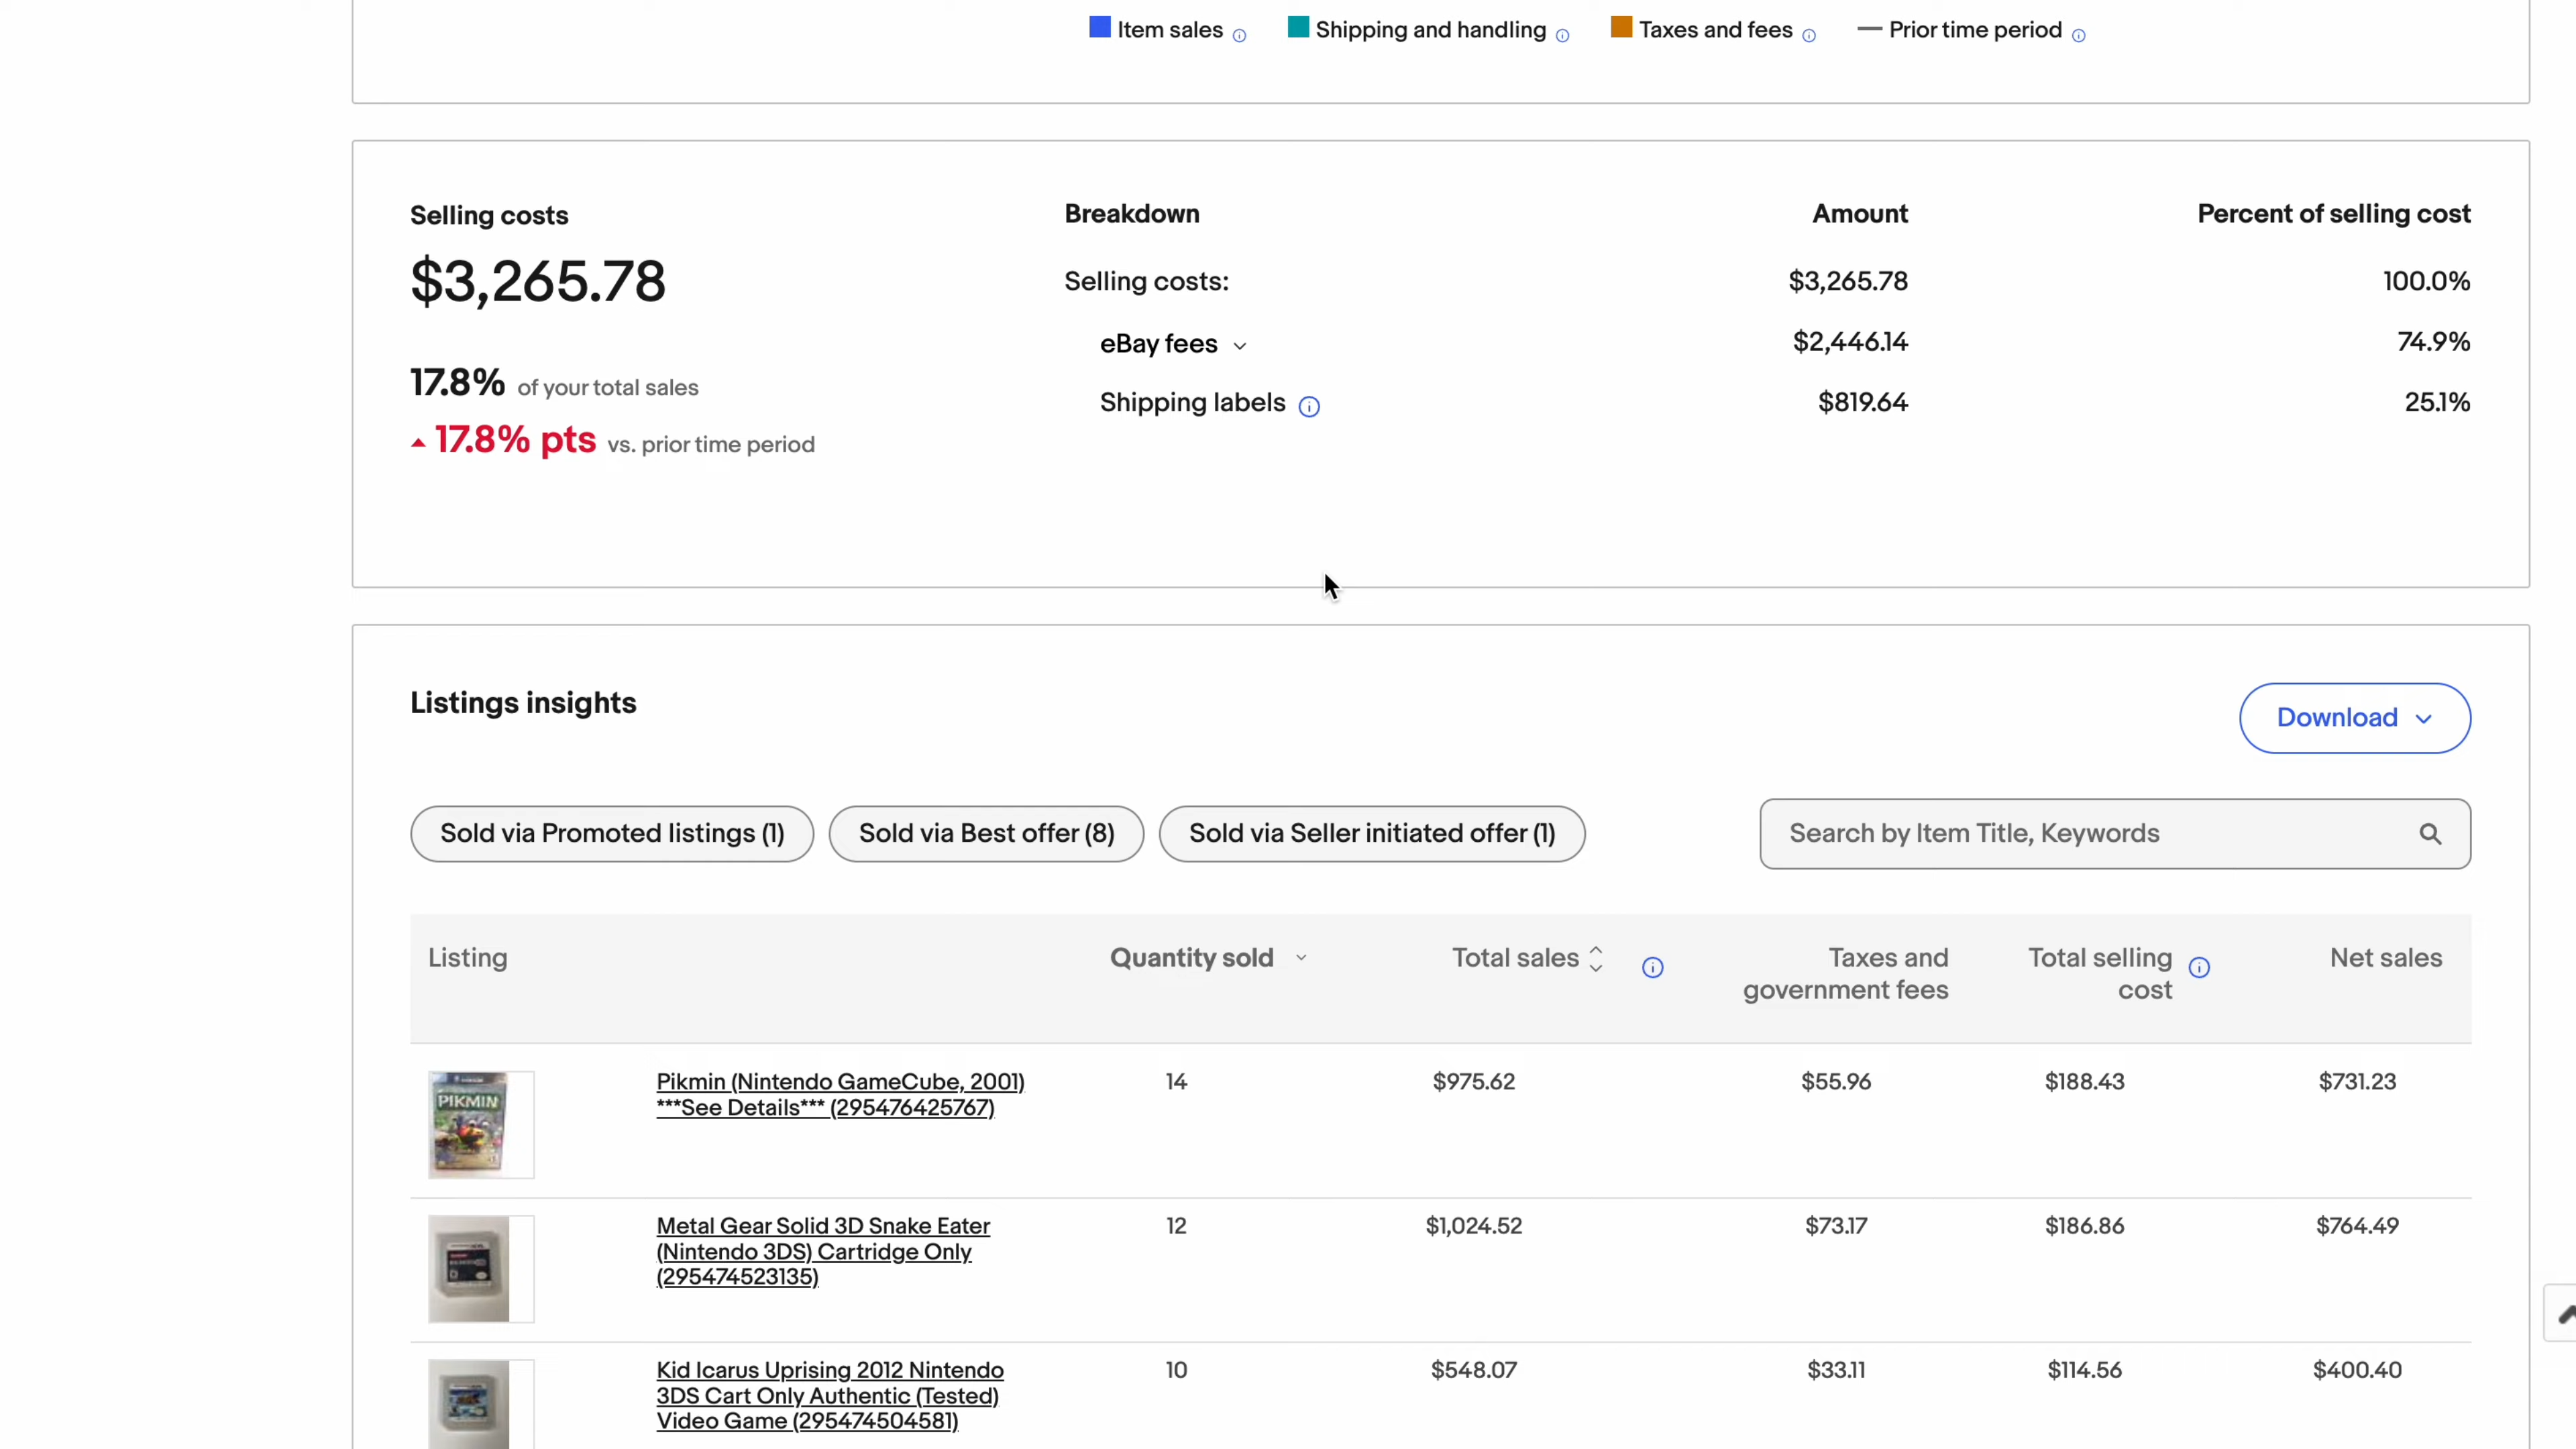 Item sales
Shipping and handling
Taxes and fees
Prior time period
Selling costs
$3,265.78
17.8% of your total sales
17.8% pts vs. prior time period
Breakdown Amount Percent of selling cost
Selling costs: $3,265.78 100.0%
eBay fees $2,446.14 74.9%
Shipping labels $819.64 25.1%
Listings insights
Download
Sold via Promoted listings (1)
Sold via Best offer (8)
Sold via Seller initiated offer (1)
Search by Item Title, Keywords
Listing
Quantity sold
Total sales
Taxes and
government fees
Total selling
cost
Net sales
PIKMIN
Pikmin (Nintendo GameCube, 2001)
***See Details*** (295476425767)
14
$975.62
$55.96
$188.43
$731.23
Metal Gear Solid 3D Snake Eater
(Nintendo 3DS) Cartridge Only
(295474523135)
12
$1,024.52
$73.17
$186.86
$764.49
Kid Icarus Uprising 2012 Nintendo
3DS Cart Only Authentic (Tested)
Video Game (295474504581)
10
$548.07
$33.11
$114.56
$400.40